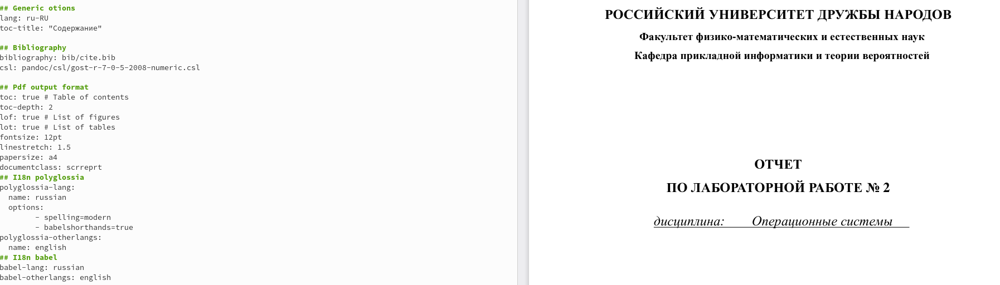 ## Generic otions
lang: ru-RU
toc-title: "Содержание"
## Bibliography
bibliography: bib/cite.bib
csl: pandoc/csl/gost-r-7-0-5-2008-numeric.csl
## Pdf output format
toc: true # Table of contents
toc-depth: 2
lof: true # List of figures
lot: true # List of tables
fontsize: 12pt
linestretch: 1.5
papersize: a4
documentclass: scrreprt
## I18n polyglossia
polyglossia-lang:
  name: russian
  options:
        - spelling=modern
        - babelshorthands=true
polyglossia-otherlangs:
  name: english
## I18n babel
babel-lang: russian
babel-otherlangs: english
РОССИЙСКИЙ УНИВЕРСИТЕТ ДРУЖБЫ НАРОДОВ
Факультет физико-математических и естественных наук
Кафедра прикладной информатики и теории вероятностей
ОТЧЕТ
ПО ЛАБОРАТОРНОЙ РАБОТЕ № 2
дисциплина: Операционные системы